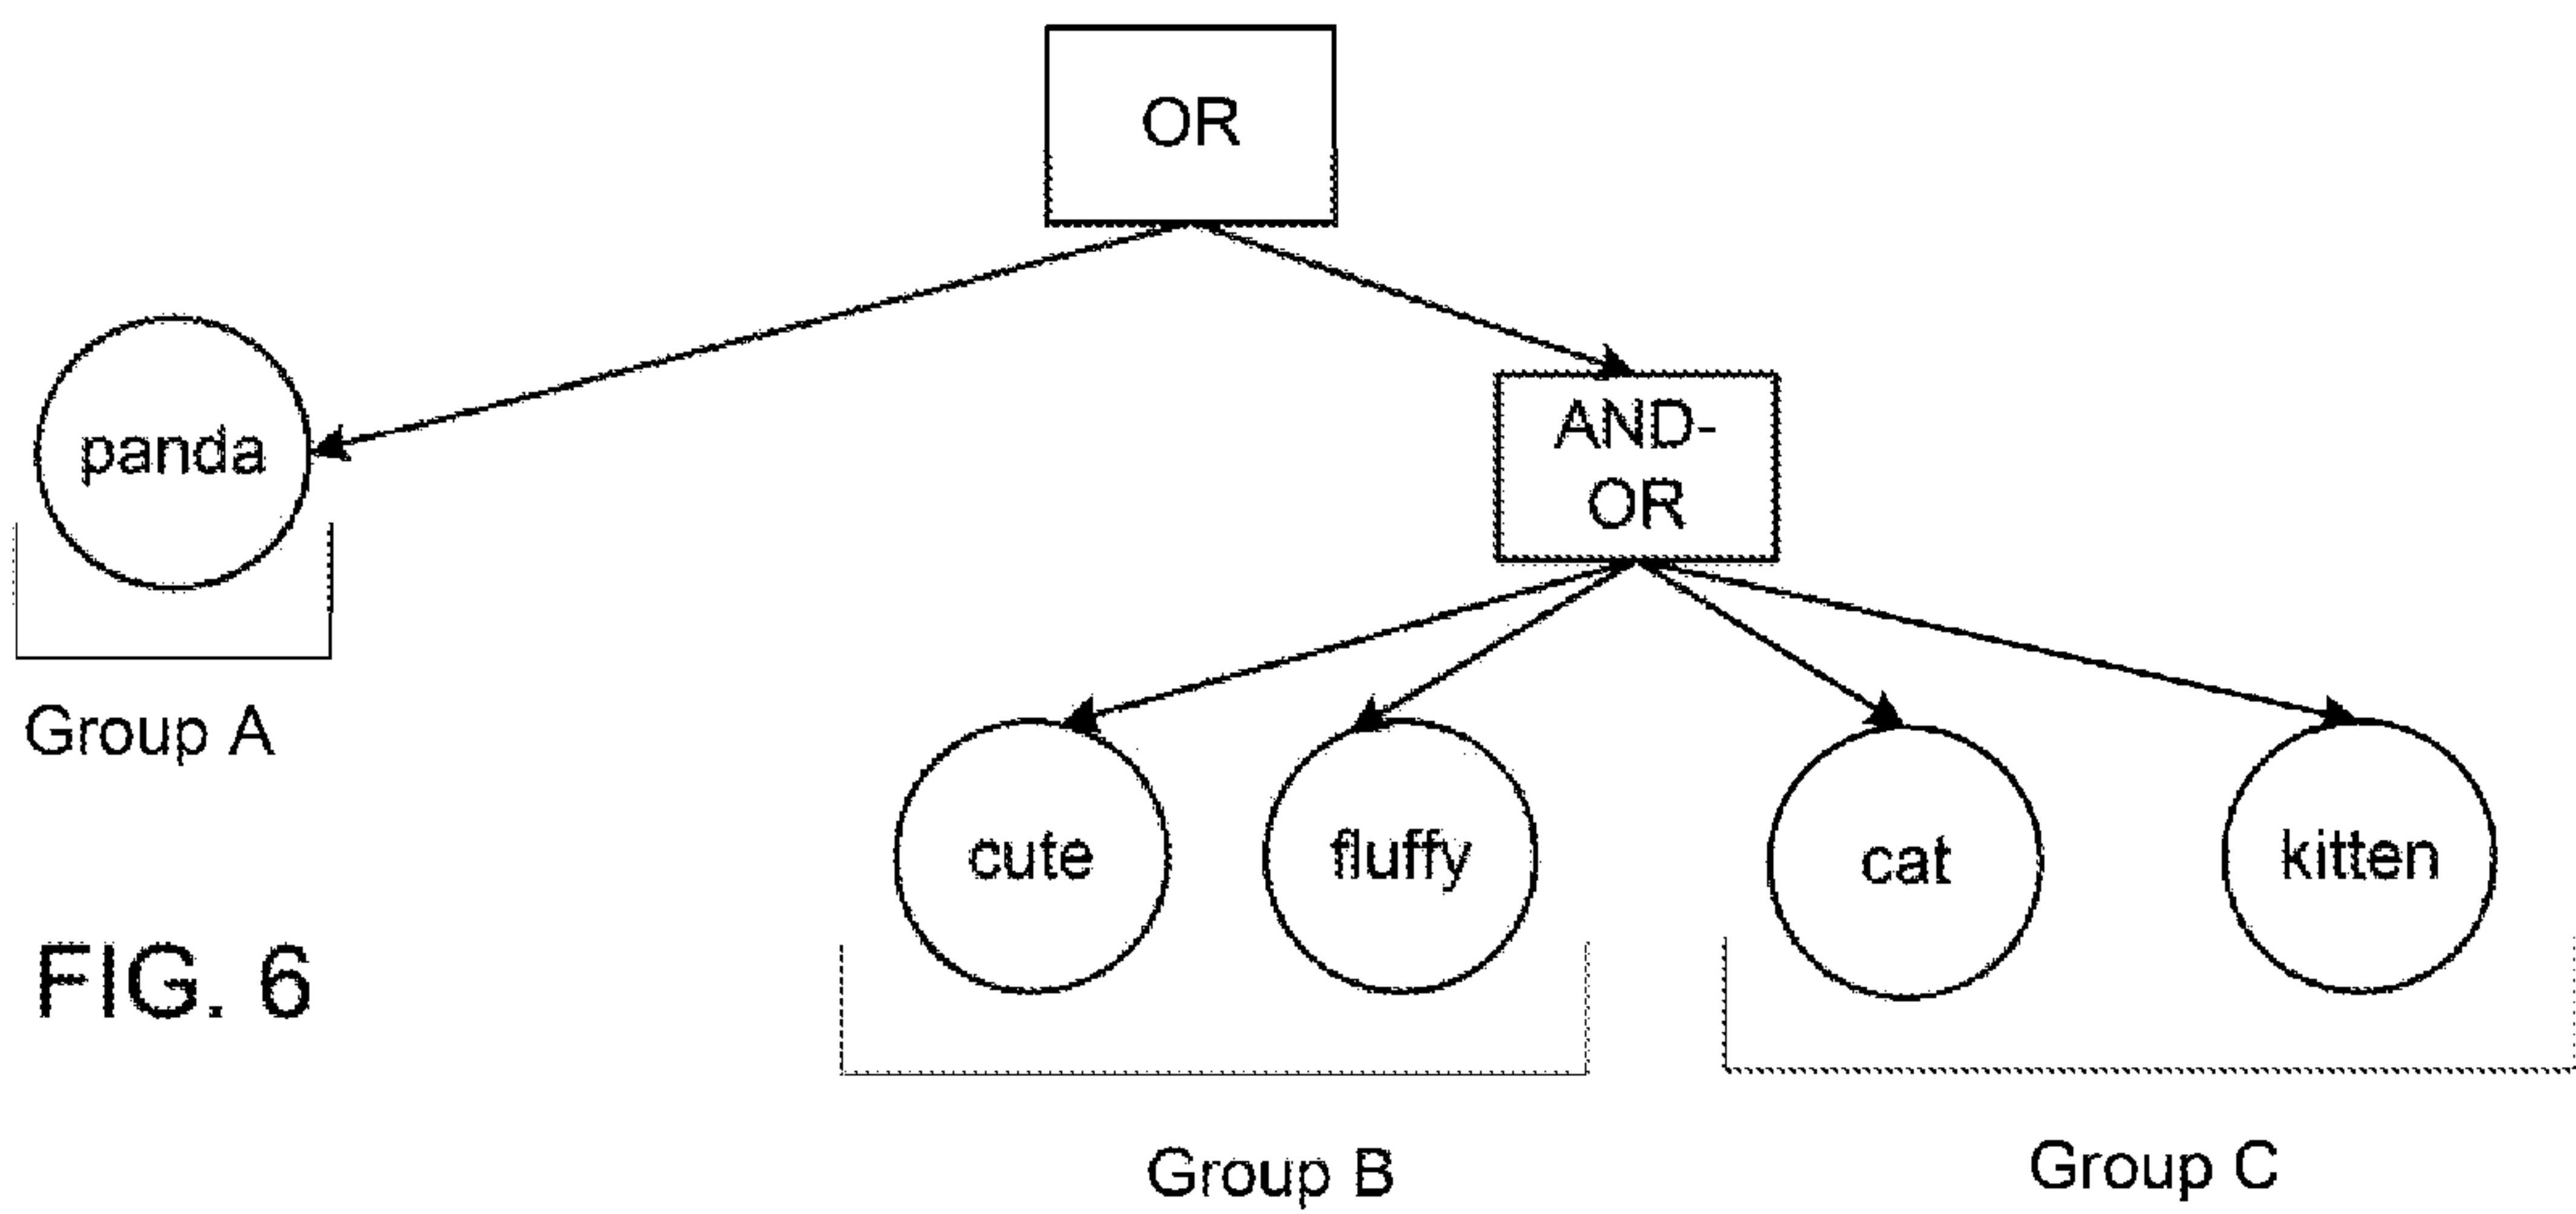 OR
panda
AND-
OR
Group A
cute
fluffy
cat
kitten
FIG. 6
Group B
Group C